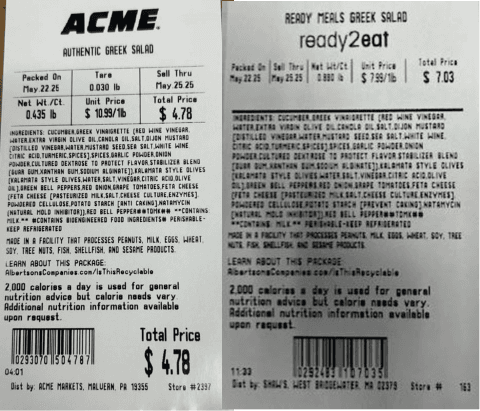 ACME.
AUTHENTIC GREEK SALAD
Packed On
May.22.25
Tare
0.030 lb
Sell Thru
May.25.25
Net Wt./Ct.
0.435 lb
Unit Price
$ 10.99/lb
Total Price
$ 4.78
INGREDIENTS: CUCUMBER,GREEK VINAIGRETTE [RED WINE VINEGAR,
WATER,EXTRA VIRGIN OLIVE OIL,CANOLA OIL,SALT,DIJON MUSTARD
[DISTILLED VINEGAR,WATER,MUSTARD SEED,SEA SALT,WHITE WINE
CITRIC ACID,TURMERIC,SPICES],SPICES,GARLIC POWDER,ONION
POWDER,CULTURED DEXTROSE TO PROTECT FLAVOR,STABILIZER BLEND
[GUAR GUM,XANTHAN GUM,SODIUM ALGINATE]],KALAMATA STYLE OLIVES
[KALAMATA STYLE OLIVES,WATER,SALT,VINEGAR,CITRIC ACID,OLIVE
OIL],GREEN BELL PEPPERS,RED ONION,GRAPE TOMATOES,FETA CHEESE
[FETA CHEESE [PASTEURIZED MILK,SALT,CHEESE CULTURE,ENZYMES],
POWDERED CELLULOSE,POTATO STARCH [ANTI CAKING],NATAMYCIN
[NATURAL MOLD INHIBITOR]],RED BELL PEPPER **CONTAINS
MILK.** CONTAINS BIOENGINEERED FOOD INGREDIENTS PERISHABLE-
KEEP REFRIGERATED
MADE IN A FACILITY THAT PROCESSES PEANUTS, MILK, EGGS, WHEAT,
SOY, TREE NUTS, FISH, SHELLFISH, AND SESAME PRODUCTS.
LEARN ABOUT THIS PACKAGE:
AlbertsonsCompanies.com/isThisRecyclable
2,000 calories a day is used for general
nutrition advice but calorie needs vary.
Additional nutrition information available
upon request.
0293070 504787
04:01
Total Price
$ 4.78
Dist by: ACME MARKETS, MALVERN, PA 19355 Store # 2397
READY MEALS GREEK SALAD
ready2eat
Packed On
May.22.25
Sell Thru
May.25.25
Net Wt/Ct
0.880 lb
Unit Price
$ 7.99/lb
Total Price
$ 7.03
INGREDIENTS: CUCUMBER,GREEK VINAIGRETTE [RED WINE VINEGAR,
WATER,EXTRA VIRGIN OLIVE OIL,CANOLA OIL,SALT,DIJON MUSTARD
[DISTILLED VINEGAR,WATER,MUSTARD SEED,SEA SALT,WHITE WINE,
CITRIC ACID,TURMERIC,SPICES],SPICES,GARLIC POWDER,ONION
POWDER,CULTURED DEXTROSE TO PROTECT FLAVOR,STABILIZER BLEND
[GUAR GUM,XANTHAN GUM,SODIUM ALGINATE]],KALAMATA STYLE OLIVES
[KALAMATA STYLE OLIVES,WATER,SALT,VINEGAR,CITRIC ACID,OLIVE
OIL],GREEN BELL PEPPERS,RED ONION,GRAPE TOMATOES,FETA CHEESE
[FETA CHEESE [PASTEURIZED MILK,SALT,CHEESE CULTURE,ENZYMES],
POWDERED CELLULOSE,POTATO STARCH [PREVENT CAKING],NATAMYCIN
[NATURAL MOLD INHIBITOR]],RED BELL PEPPER
**CONTAINS: MILK.** PERISHABLE-KEEP REFRIGERATED
MADE IN A FACILITY THAT PROCESSES PEANUTS, MILK, EGGS, WHEAT, SOY, TREE
NUTS, FISH, SHELLFISH, AND SESAME PRODUCTS.
LEARN ABOUT THIS PACKAGE:
AlbertsonsCompanies.com/isThisRecyclable
2,000 calories a day is used for general
nutrition advice but calorie needs vary.
Additional nutrition information available
upon request.
11:33
0292483 107035
Dist by: SHAW'S, WEST BRIDGEWATER, MA 02379 Store # 163